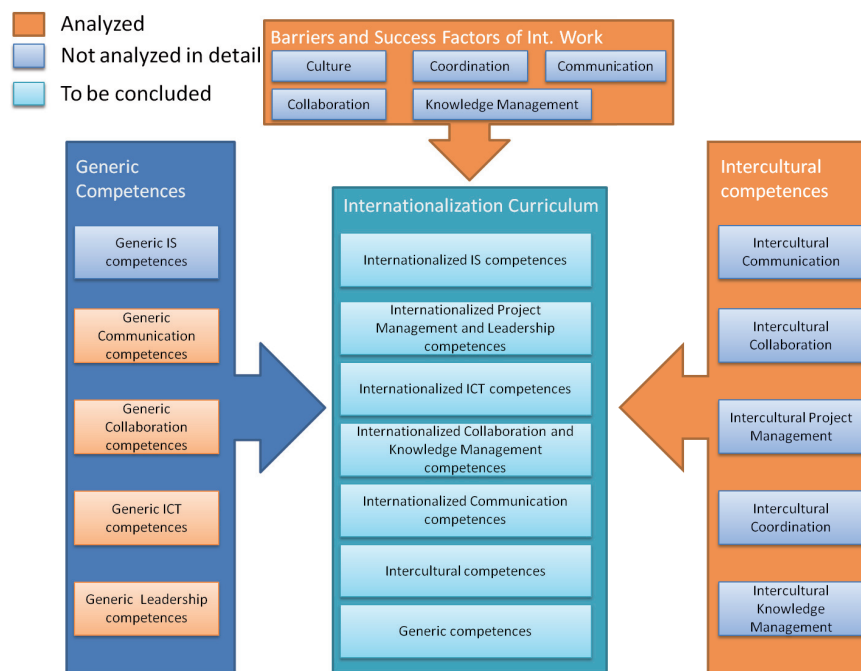 Analyzed
Not analyzed in detail
To be concluded
Barriers and Success Factors of Int. Work
Culture
Coordination
Communication
Collaboration
Knowledge Management
Generic
Competences
Generic IS
competences
Generic
Communication
competences
Generic
Collaboration
competences
Generic ICT
competences
Generic Leadership
competences
Internationalization Curriculum
Internationalized IS competences
Internationalized Project
Management and Leadership
competences
Internationalized ICT competences
Internationalized Collaboration and
Knowledge Management
competences
Internationalized Communication
competences
Intercultural competences
Generic competences
Intercultural
competences
Intercultural
Communication
Intercultural
Collaboration
Intercultural Project
Management
Intercultural
Coordination
Intercultural
Knowledge
Management